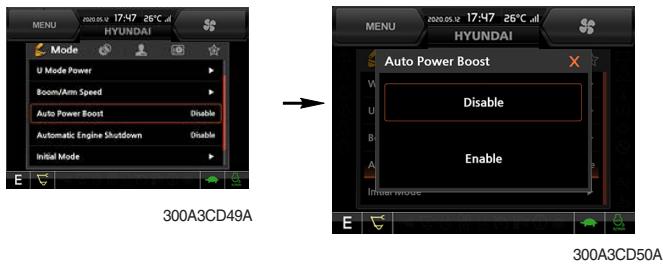 MENU
2020.05.12 17:47 26°C
HYUNDAI
Mode
U Mode Power
Boom/Arm Speed
Auto Power Boost Disable
Automatic Engine Shutdown Disable
Initial Mode
E
300A3CD49A
MENU
2020.05.12 17:47 26°C
HYUNDAI
Auto Power Boost X
W
U
Disable
B
Enable
A e
Initial Mode
E
300A3CD50A